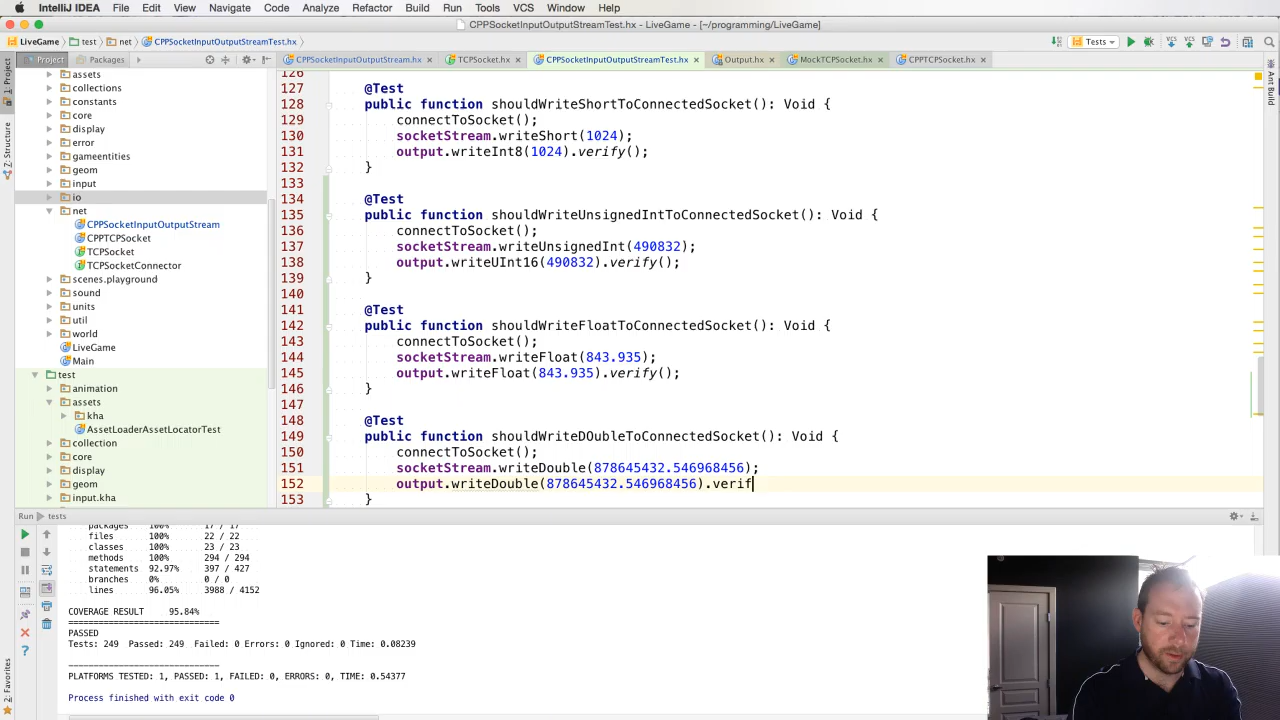 IntelliJ IDEA File Edit View Navigate Code Analyze Refactor Build Run Tools VCS Window Help
CPPSocketInputOutputStreamTest.hx - LiveGame - [~/programming/LiveGame]
LiveGame test net CPPSocketInputOutputStreamTest.hx Tests
Project Packages CPPSocketInputOutputStream.hx TCPSocket.hx CPPSocketInputOutputStreamTest.hx Output.hx MockTCPSocket.hx CPPTCPSocket.hx
1: Project
7: Structure
2: Favorites
Ant Build
assets
collections
constants
core
display
error
gameentities
geom
input
io
net
CPPSocketInputOutputStream
CPPTCPSocket
TCPSocket
TCPSocketConnector
scenes.playground
sound
units
util
world
LiveGame
Main
test
animation
assets
kha
AssetLoaderAssetLocatorTest
collection
core
display
geom
input.kha
126
127 @Test
128 public function shouldWriteShortToConnectedSocket(): Void {
129 connectToSocket();
130 socketStream.writeShort(1024);
131 output.writeInt8(1024).verify();
132 }
133
134 @Test
135 public function shouldWriteUnsignedIntToConnectedSocket(): Void {
136 connectToSocket();
137 socketStream.writeUnsignedInt(490832);
138 output.writeUInt16(490832).verify();
139 }
140
141 @Test
142 public function shouldWriteFloatToConnectedSocket(): Void {
143 connectToSocket();
144 socketStream.writeFloat(843.935);
145 output.writeFloat(843.935).verify();
146 }
147
148 @Test
149 public function shouldWriteDOubleToConnectedSocket(): Void {
150 connectToSocket();
151 socketStream.writeDouble(878645432.546968456);
152 output.writeDouble(878645432.546968456).verif
153 }
Run tests
packages 100% 17 / 17
files 100% 22 / 22
classes 100% 23 / 23
methods 100% 294 / 294
statements 92.97% 397 / 427
branches 0% 0 / 0
lines 96.05% 3988 / 4152
COVERAGE RESULT 95.84%
==============================
PASSED
Tests: 249 Passed: 249 Failed: 0 Errors: 0 Ignored: 0 Time: 0.08239
------------------------------
PLATFORMS TESTED: 1, PASSED: 1, FAILED: 0, ERRORS: 0, TIME: 0.54377
Process finished with exit code 0